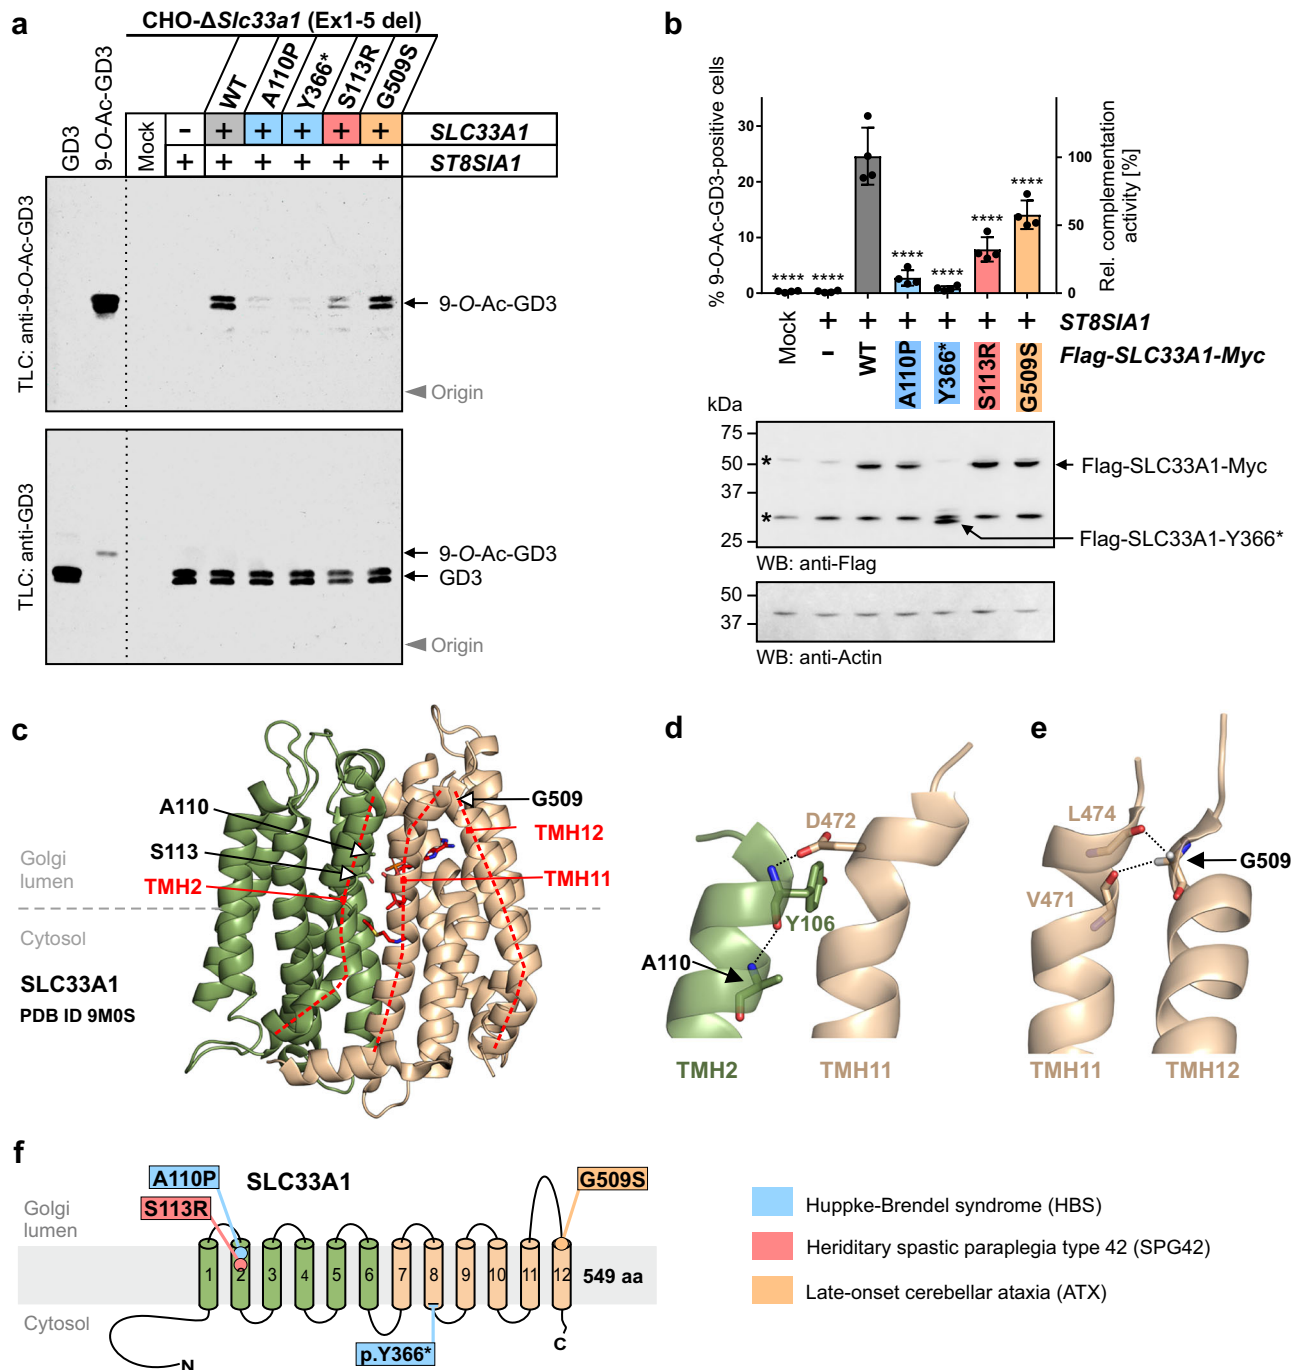 a
CHO-ΔSlc33a1 (Ex1-5 del)
GD3
9-O-Ac-GD3
Mock
WT
A110P
Y366*
S113R
G509S
- + + + + + SLC33A1
+ + + + + + ST8SIA1
TLC: anti-9-O-Ac-GD3
9-O-Ac-GD3
Origin
TLC: anti-GD3
9-O-Ac-GD3
GD3
Origin
b
% 9-O-Ac-GD3-positive cells
30
20
10
0
**** **** **** **** **** ****
100
50
0
Rel. complementation
activity [%]
+ + + + + + ST8SIA1
Mock - WT A110P Y366* S113R G509S Flag-SLC33A1-Myc
kDa
75
50
37
25
*
*
Flag-SLC33A1-Myc
Flag-SLC33A1-Y366*
WB: anti-Flag
50
37
WB: anti-Actin
c
A110
S113
TMH2
G509
TMH12
TMH11
Golgi
lumen
Cytosol
SLC33A1
PDB ID 9M0S
d
D472
Y106
A110
TMH2
TMH11
e
L474
G509
V471
TMH11
TMH12
f
A110P
SLC33A1
G509S
S113R
Golgi
lumen
1 2 3 4 5 6 7 8 9 10 11 12 549 aa
Cytosol
p.Y366*
C
N
Huppke-Brendel syndrome (HBS)
Heriditary spastic paraplegia type 42 (SPG42)
Late-onset cerebellar ataxia (ATX)